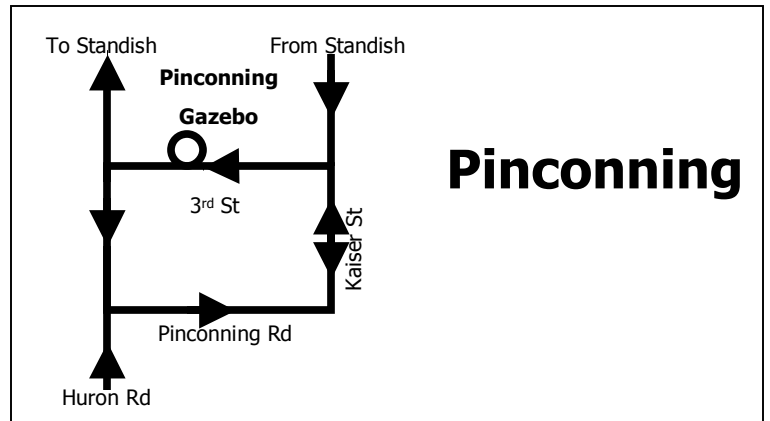 To Standish
From Standish
Pinconning
Gazebo
Pinconning
3rd St
Kaiser St
Pinconning Rd
Huron Rd